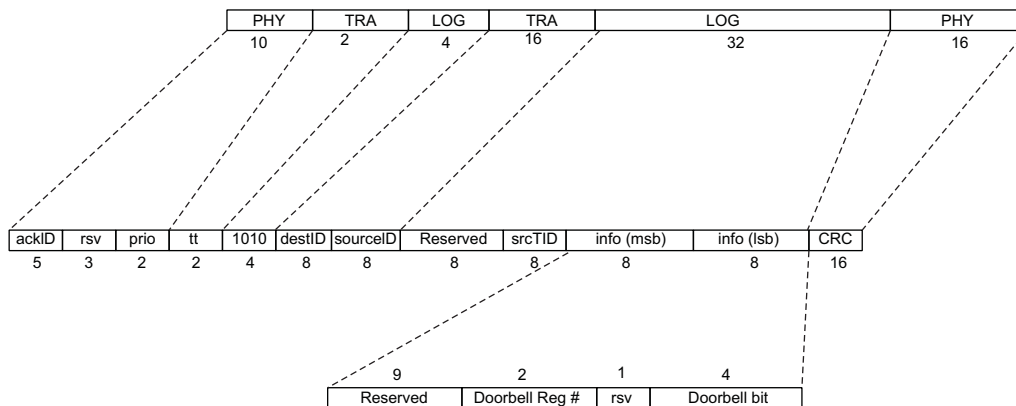 PHY TRA LOG TRA LOG PHY
10 2 4 16 32 16
ackID rsv prio tt 1010 destID sourceID Reserved srcTID info (msb) info (lsb) CRC
5 3 2 2 4 8 8 8 8 8 8 16
9 2 1 4
Reserved Doorbell Reg # rsv Doorbell bit